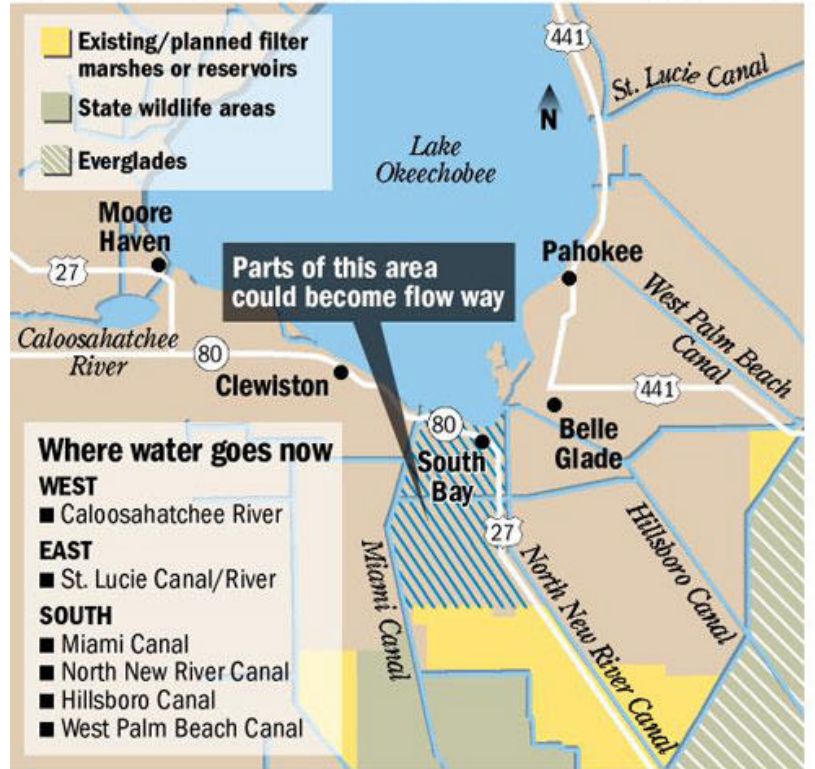 Existing/planned filter
marshes or reservoirs
State wildlife areas
Everglades
441
St. Lucie Canal
N
Lake
Okeechobee
Moore
Haven
27
Parts of this area
could become flow way
Pahokee
West Palm Beach
Canal
Caloosahatchee
River
80
Clewiston
441
80
Belle
Glade
South
Bay
27
Where water goes now
WEST
■ Caloosahatchee River
EAST
■ St. Lucie Canal/River
SOUTH
■ Miami Canal
■ North New River Canal
■ Hillsboro Canal
■ West Palm Beach Canal
Miami Canal
North New River Canal
Hillsboro Canal